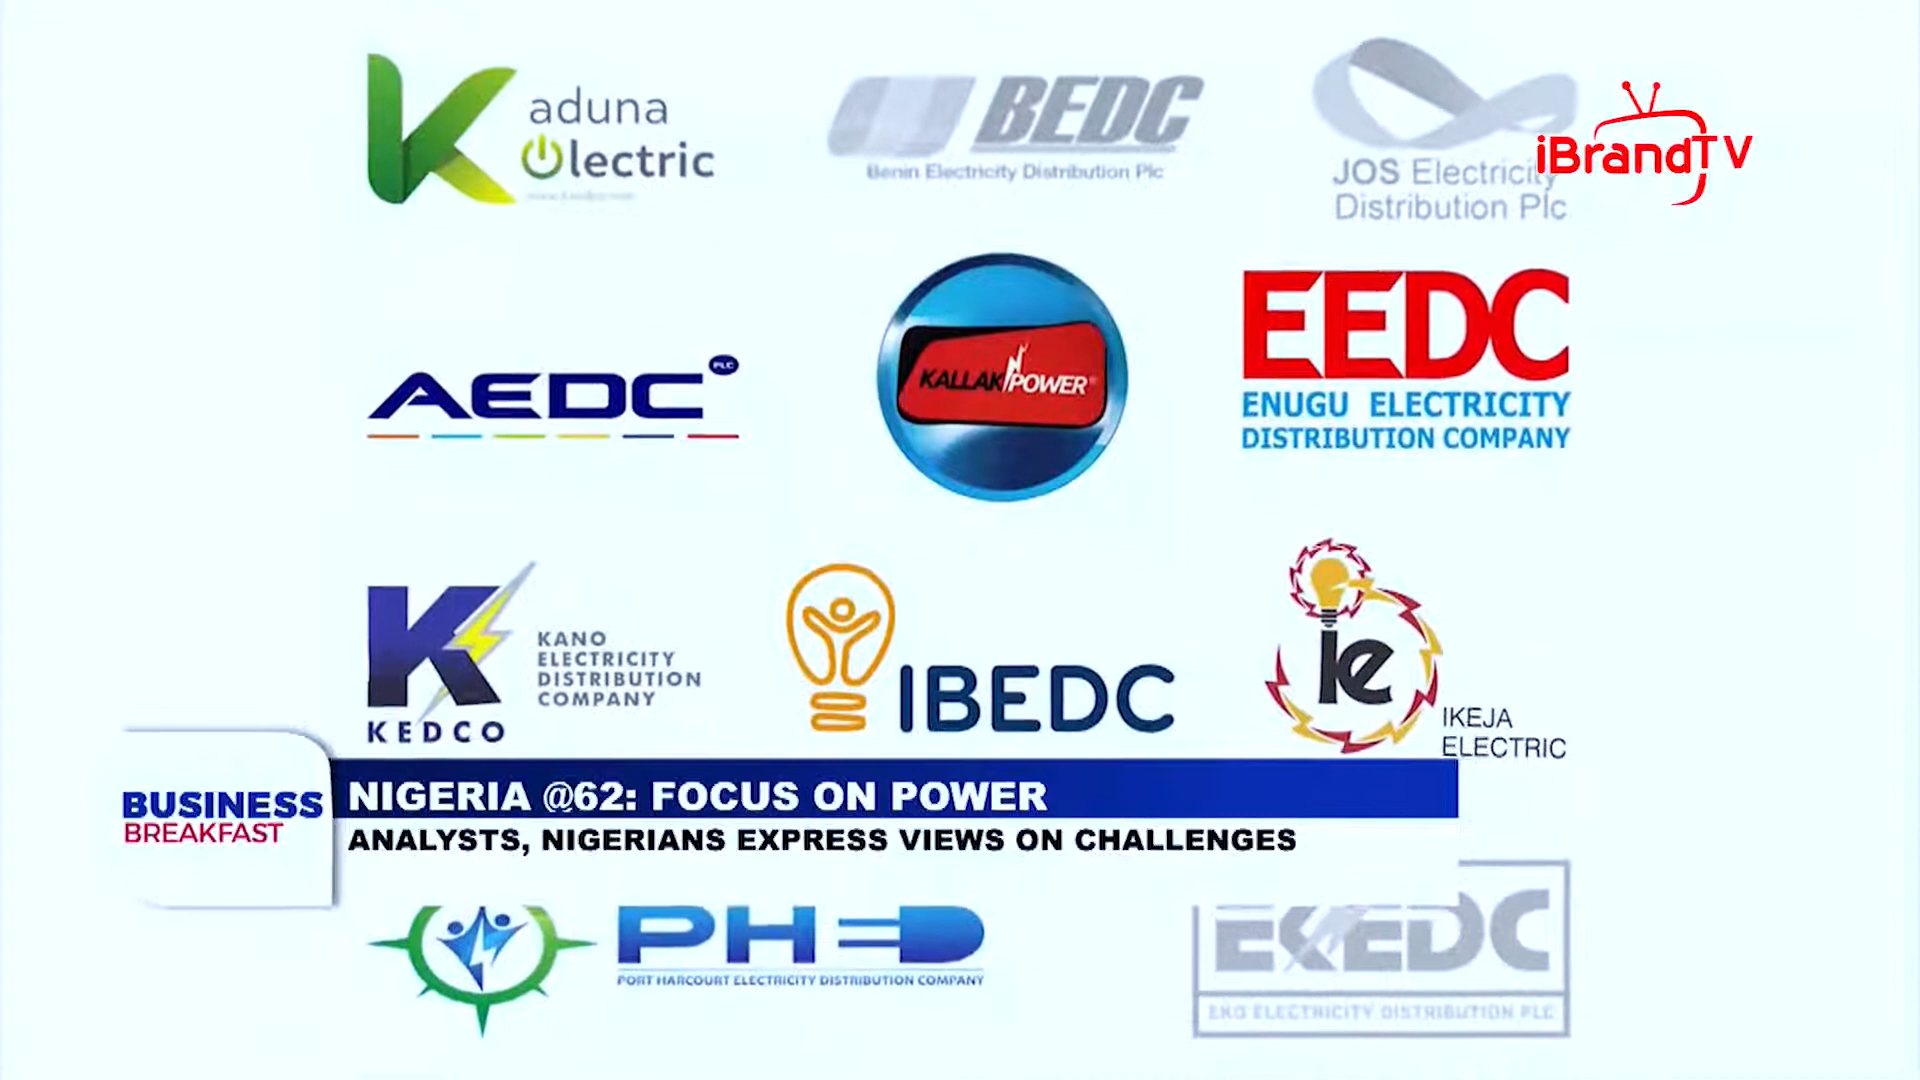 K aduna
electric
BEDC
Benin Electricity Distribution Plc
JOS Electricity
Distribution Plc
iBrandTV
AEDC PLC
KALLAK POWER
EEDC
ENUGU ELECTRICITY
DISTRIBUTION COMPANY
KEDCO
KANO
ELECTRICITY
DISTRIBUTION
COMPANY
IBEDC
ie
IKEJA
ELECTRIC
BUSINESS
BREAKFAST
NIGERIA @62: FOCUS ON POWER
ANALYSTS, NIGERIANS EXPRESS VIEWS ON CHALLENGES
PHED
PORT HARCOURT ELECTRICITY DISTRIBUTION COMPANY
EKEDC
EKO ELECTRICITY DISTRIBUTION PLC